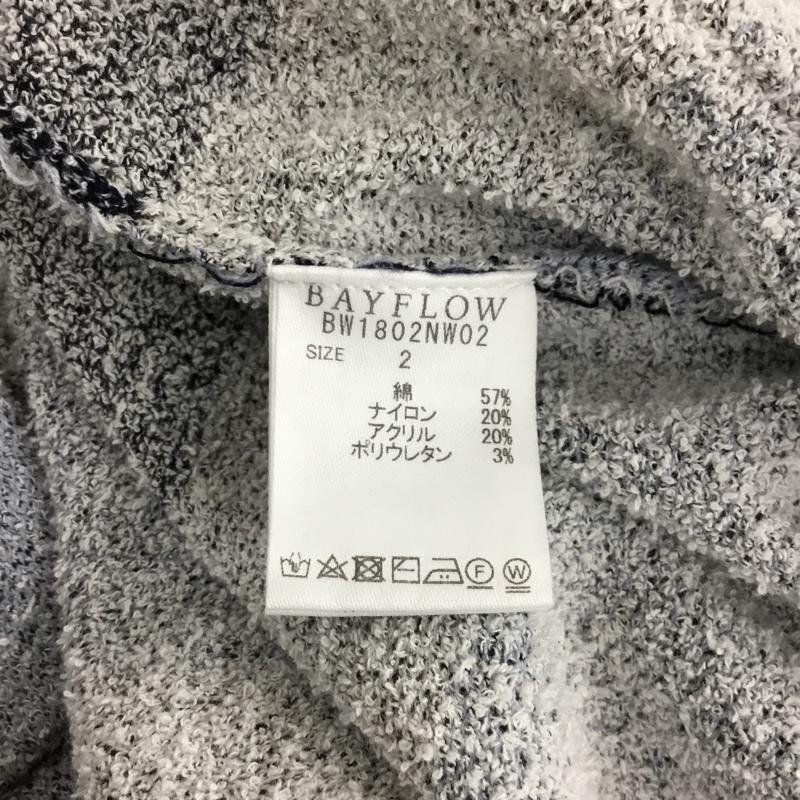 BAYFLOW
BW1802NW02
SIZE 2
綿 57%
ナイロン 20%
アクリル 20%
ポリウレタン 3%
F W